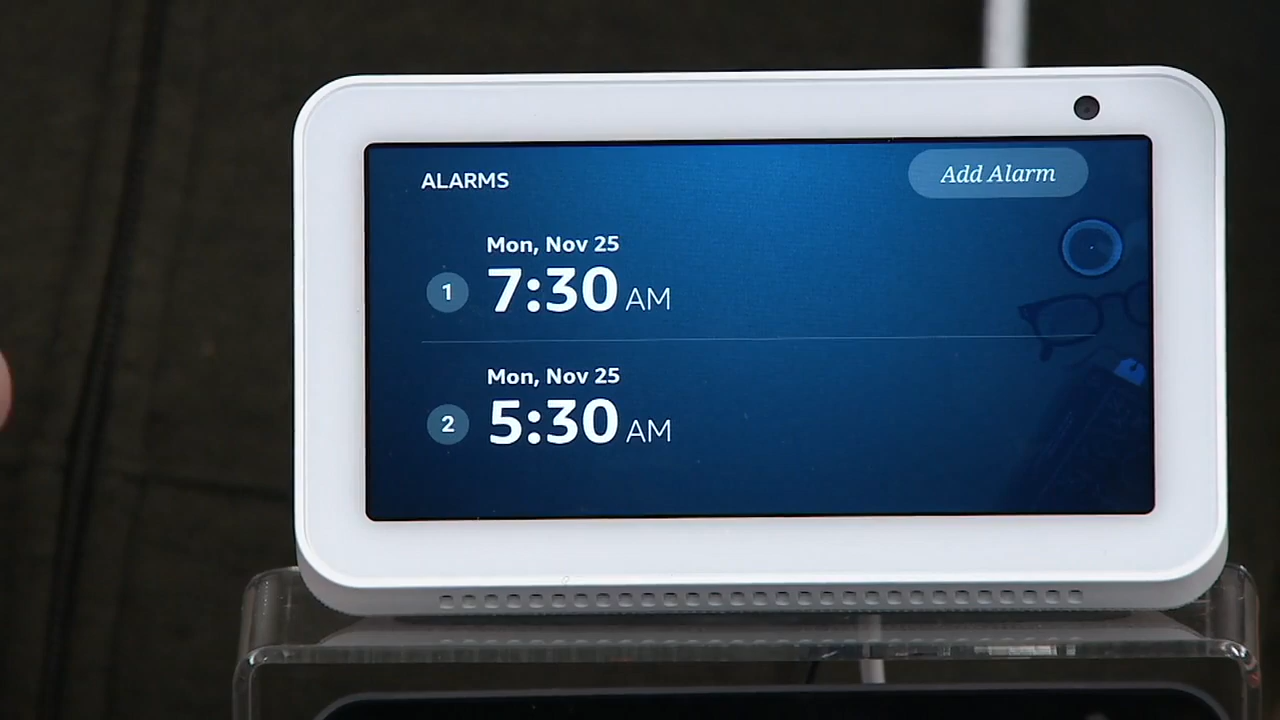 ALARMS
Add Alarm
Mon, Nov 25
1 7:30 AM
Mon, Nov 25
2 5:30 AM